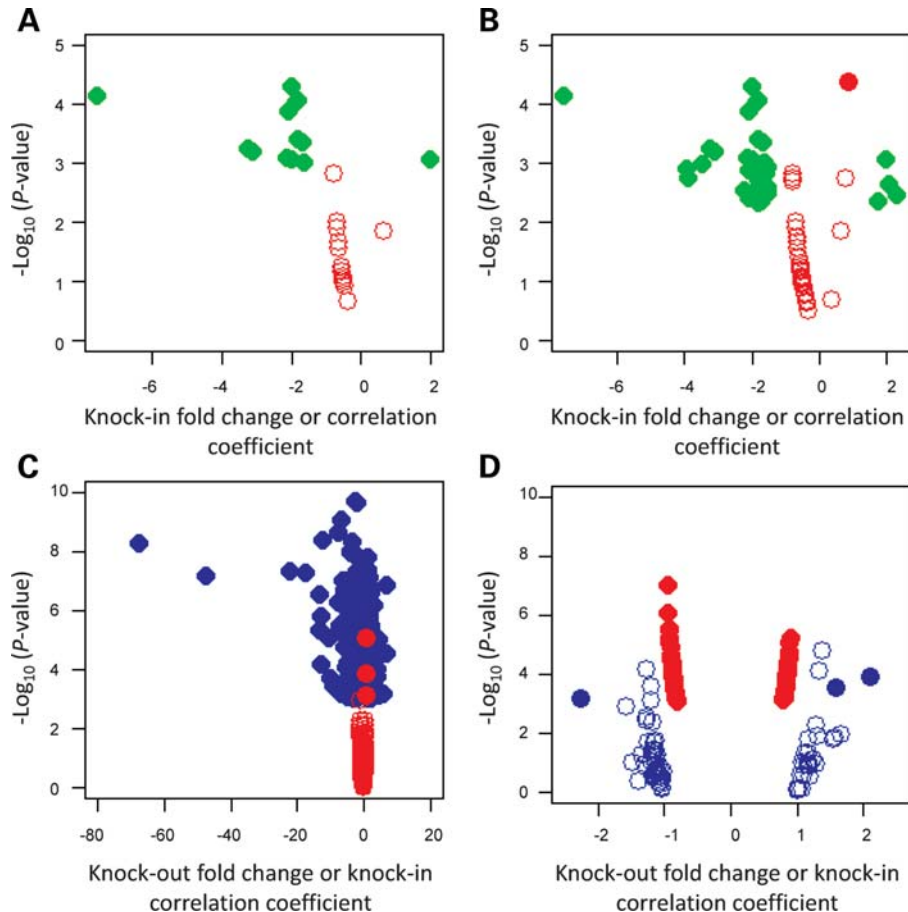 A
B
5
4
3
2
1
0
-Log10 (P-value)
-6
-4
-2
0
2
Knock-in fold change or correlation
coefficient
5
4
3
2
1
0
-Log10 (P-value)
-6
-4
-2
0
2
Knock-in fold change or correlation
coefficient
C
D
10
8
6
4
2
0
-Log10 (P-value)
-80
-60
-40
-20
0
20
Knock-out fold change or knock-in
correlation coefficient
10
8
6
4
2
0
-Log10 (P-value)
-2
-1
0
1
2
Knock-out fold change or knock-in
correlation coefficient